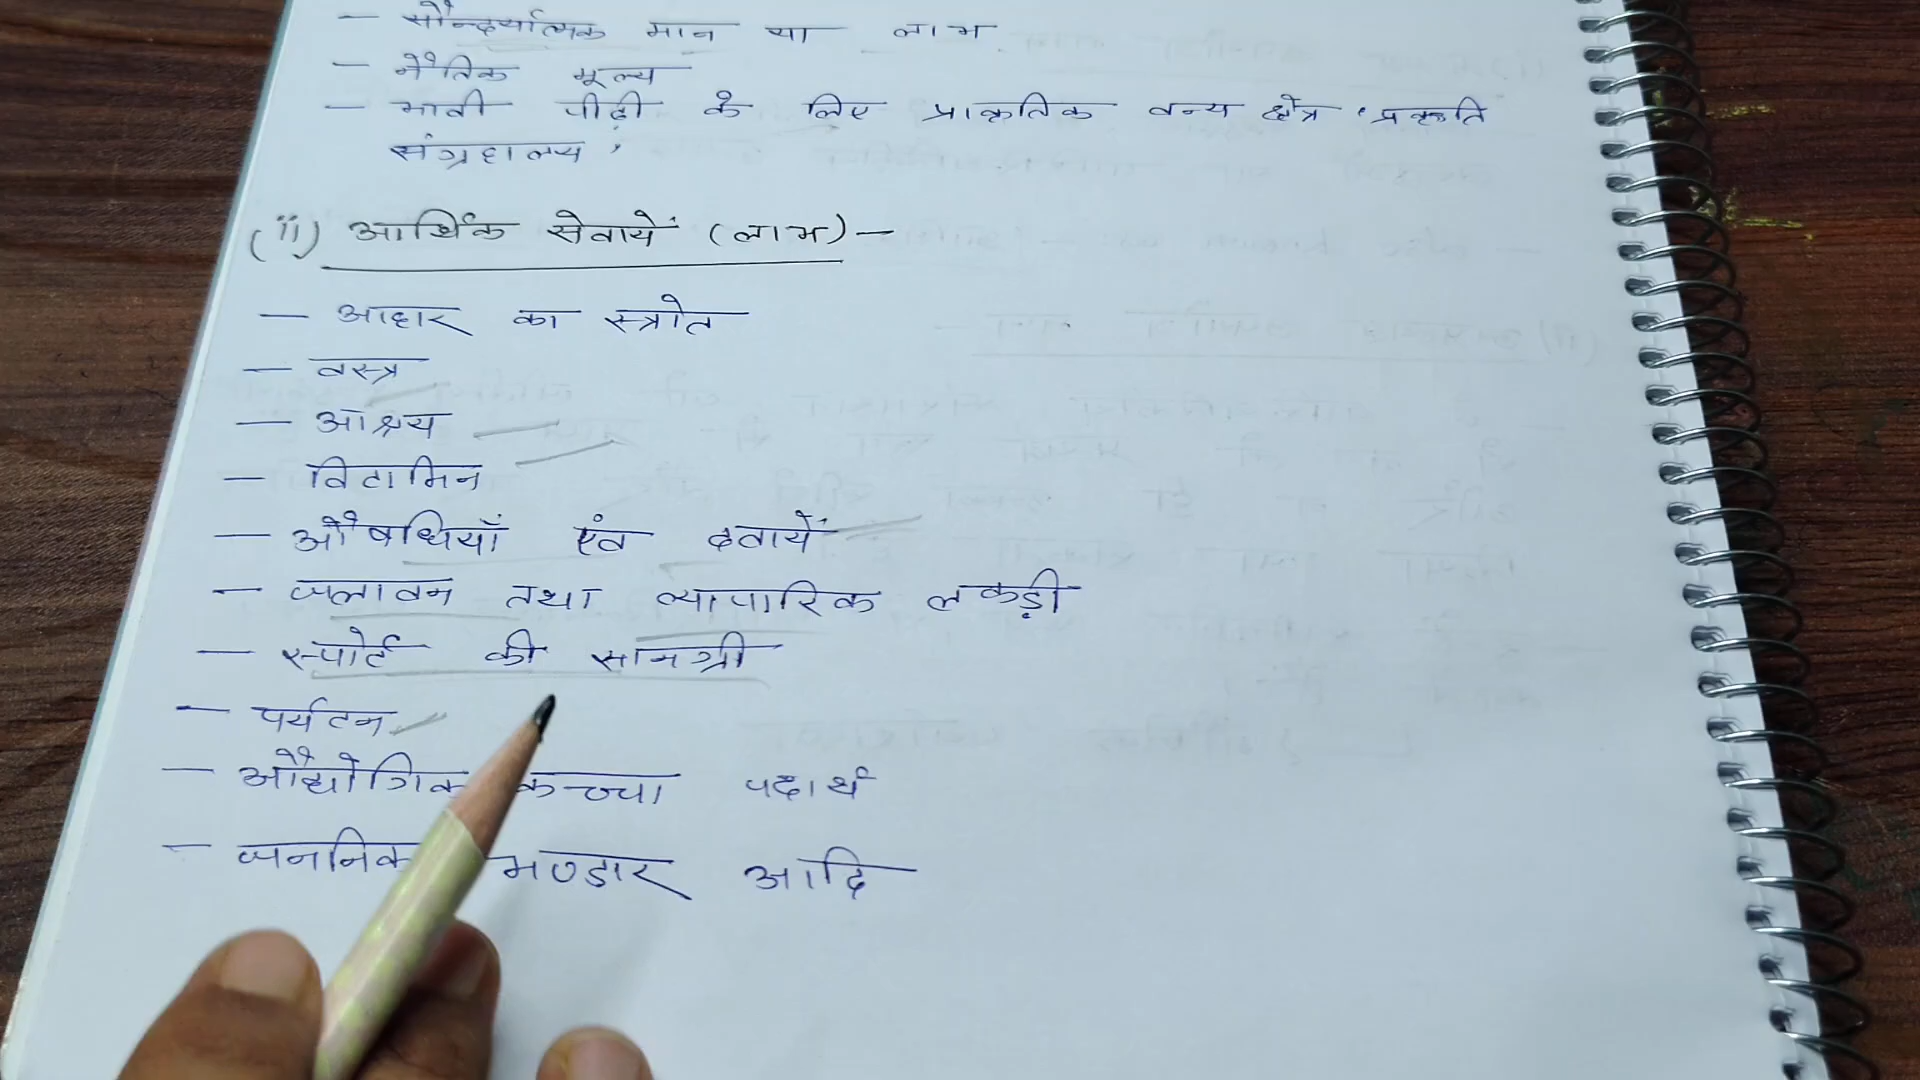 — सौन्दर्यात्मक मान या लाभ
— नैतिक मूल्य
— भावी पीढ़ी के लिए प्राकृतिक वन्य क्षेत्र 'प्रकृति
संग्रहालय'
(ii) आर्थिक सेवायें (लाभ) —
— आहार का स्त्रोत
— वस्त्र
— आश्रय
— विटामिन
— औषधियाँ एंव दवायें
— जलावन तथा व्यापारिक लकड़ी
— स्पोर्ट की सामग्री
— पर्यटन
— औद्योगिक कच्चा पदार्थ
— जननिक भण्डार आदि